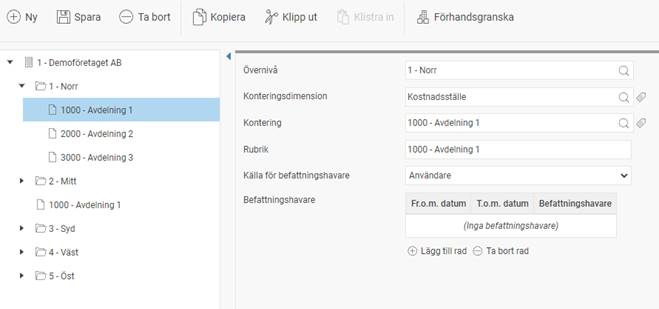 Ny Spara Ta bort Kopiera Klipp ut Klistra in Förhandsgranska
1 - Demoföretaget AB
1 - Norr
1000 - Avdelning 1
2000 - Avdelning 2
3000 - Avdelning 3
2 - Mitt
1000 - Avdelning 1
3 - Syd
4 - Väst
5 - Öst
Övernivå 1 - Norr
Konteringsdimension Kostnadsställe
Kontering 1000 - Avdelning 1
Rubrik 1000 - Avdelning 1
Källa för befattningshavare Användare
Befattningshavare Fr.o.m. datum T.o.m. datum Befattningshavare
(Inga befattningshavare)
Lägg till rad Ta bort rad